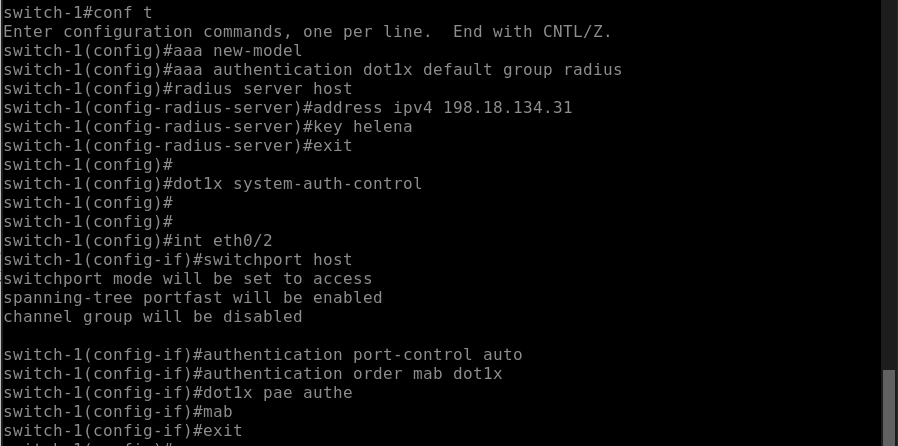 switch-1#conf t
Enter configuration commands, one per line.  End with CNTL/Z.
switch-1(config)#aaa new-model
switch-1(config)#aaa authentication dot1x default group radius
switch-1(config)#radius server host
switch-1(config-radius-server)#address ipv4 198.18.134.31
switch-1(config-radius-server)#key helena
switch-1(config-radius-server)#exit
switch-1(config)#
switch-1(config)#dot1x system-auth-control
switch-1(config)#
switch-1(config)#
switch-1(config)#int eth0/2
switch-1(config-if)#switchport host
switchport mode will be set to access
spanning-tree portfast will be enabled
channel group will be disabled
switch-1(config-if)#authentication port-control auto
switch-1(config-if)#authentication order mab dot1x
switch-1(config-if)#dot1x pae authe
switch-1(config-if)#mab
switch-1(config-if)#exit